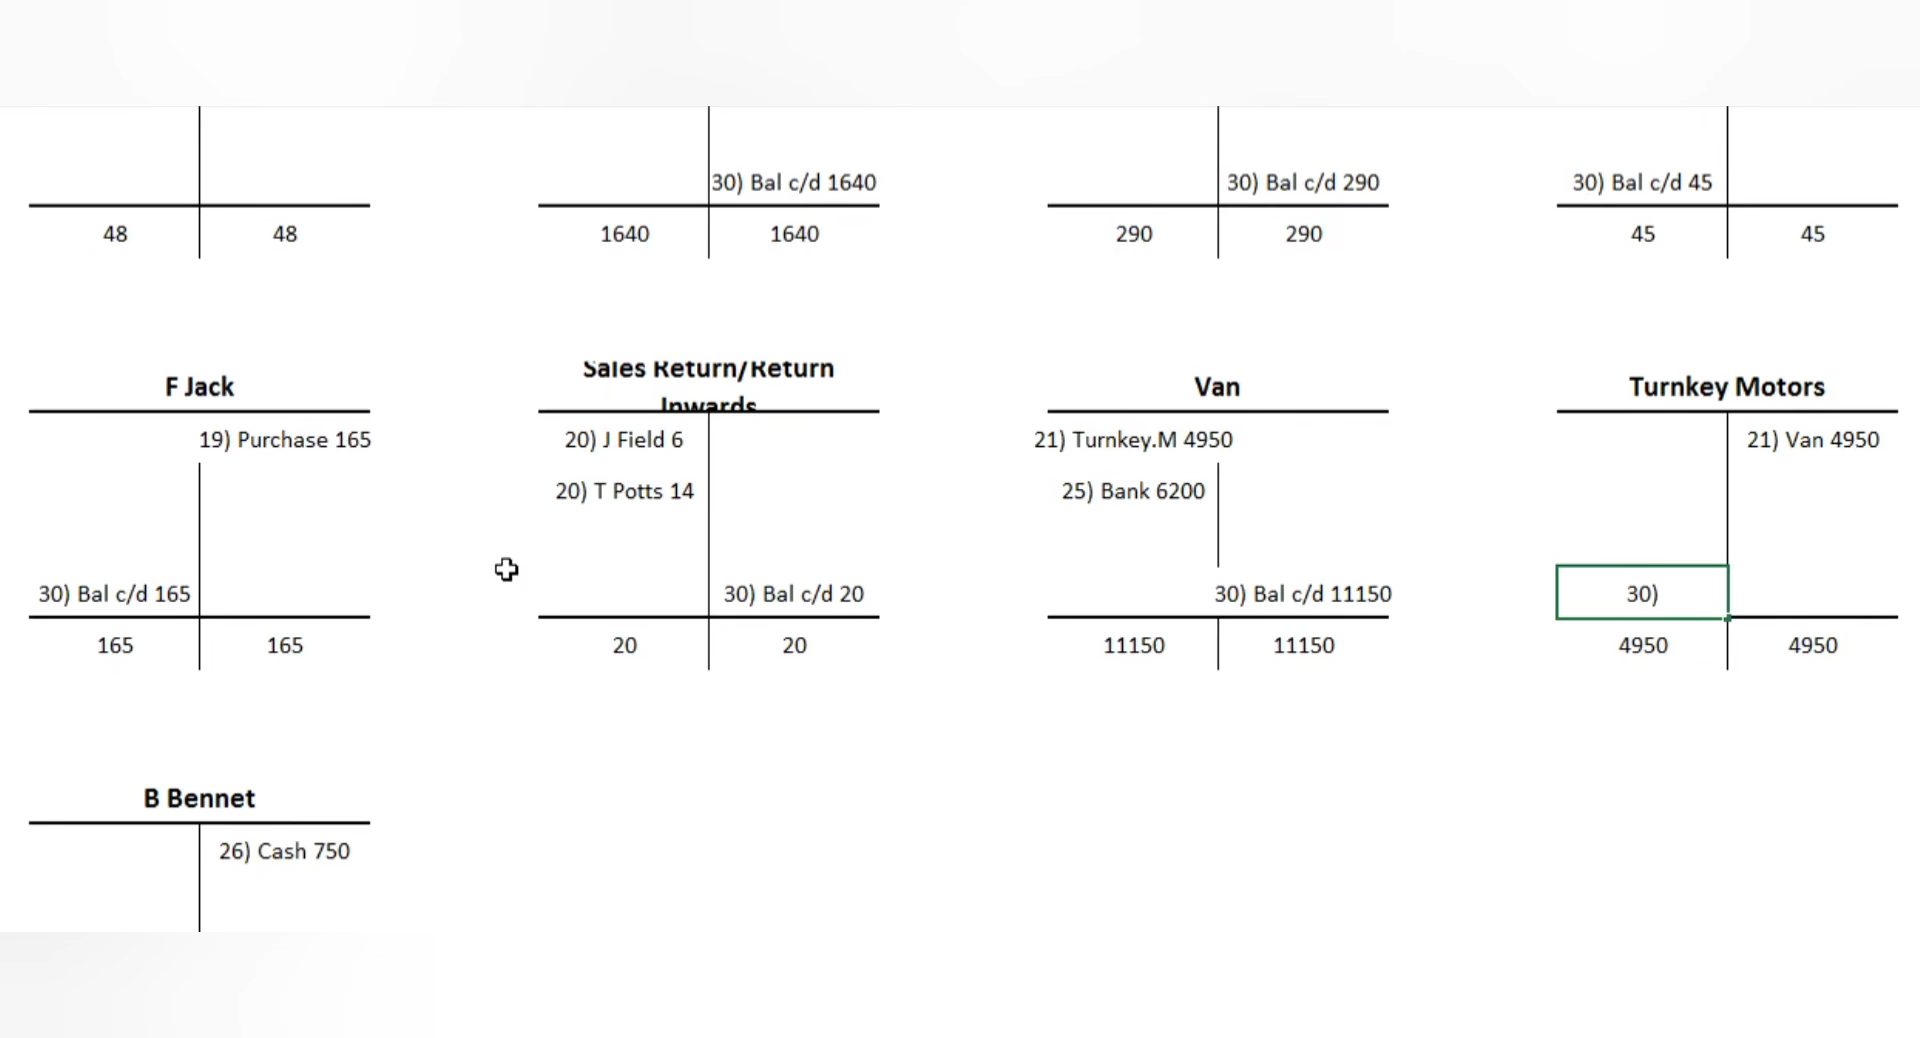 30) Bal c/d 1640
30) Bal c/d 290
30) Bal c/d 45
48 48
1640 1640
290 290
45 45
F Jack
Sales Return/Return
Inwards
Van
Turnkey Motors
19) Purchase 165
20) J Field 6
21) Turnkey.M 4950
21) Van 4950
20) T Potts 14
25) Bank 6200
30) Bal c/d 165
30) Bal c/d 20
30) Bal c/d 11150
30)
165 165
20 20
11150 11150
4950 4950
B Bennet
26) Cash 750